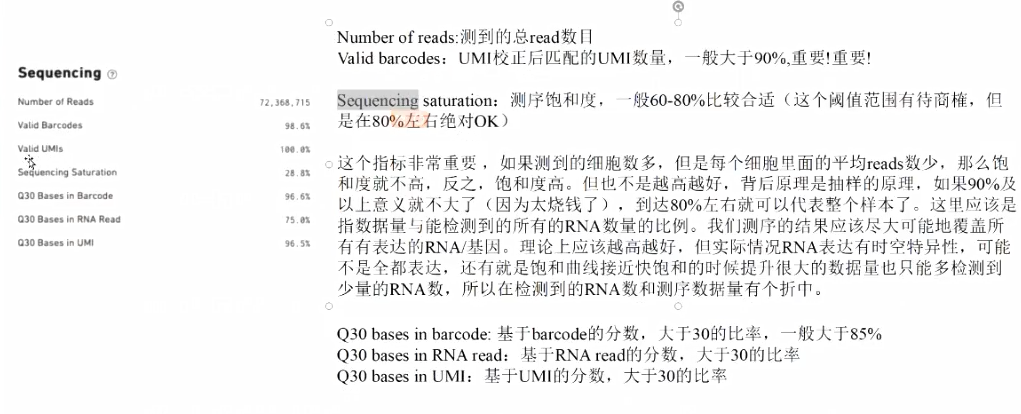 Sequencing ?
Number of Reads 72,368,715
Valid Barcodes 98.6%
Valid UMIs 100.0%
Sequencing Saturation 28.8%
Q30 Bases in Barcode 96.6%
Q30 Bases in RNA Read 75.0%
Q30 Bases in UMI 96.5%
Number of reads:测到的总read数目
Valid barcodes：UMI校正后匹配的UMI数量，一般大于90%,重要!重要!
Sequencing saturation：测序饱和度，一般60-80%比较合适（这个阈值范围有待商榷，但
是在80%左右绝对OK）
这个指标非常重要 ，如果测到的细胞数多，但是每个细胞里面的平均reads数少，那么饱
和度就不高，反之，饱和度高。但也不是越高越好，背后原理是抽样的原理，如果90%及
以上意义就不大了（因为太烧钱了），到达80%左右就可以代表整个样本了。这里应该是
指数据量与能检测到的所有的RNA数量的比例。我们测序的结果应该尽大可能地覆盖所
有有表达的RNA/基因。理论上应该越高越好，但实际情况RNA表达有时空特异性，可能
不是全都表达，还有就是饱和曲线接近快饱和的时候提升很大的数据量也只能多检测到
少量的RNA数，所以在检测到的RNA数和测序数据量有个折中。
Q30 bases in barcode: 基于barcode的分数，大于30的比率，一般大于85%
Q30 bases in RNA read：基于RNA read的分数，大于30的比率
Q30 bases in UMI：基于UMI的分数，大于30的比率